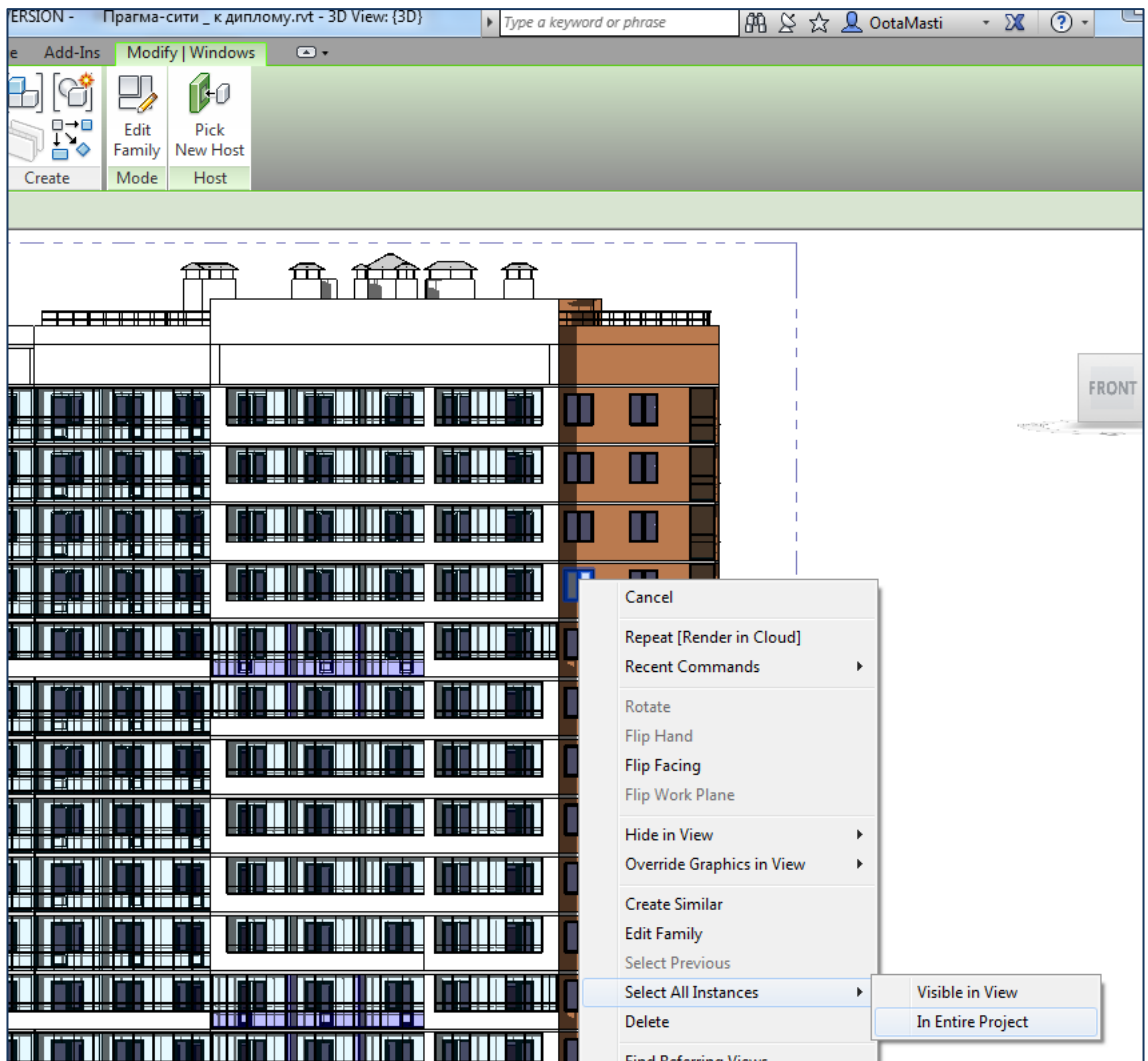 ERSION - Прагма-сити _ к диплому.rvt - 3D View: {3D}
Type a keyword or phrase
OotaMasti
?
e Add-Ins Modify | Windows
Edit Family
Pick New Host
Create Mode Host
FRONT
Cancel
Repeat [Render in Cloud]
Recent Commands
Rotate
Flip Hand
Flip Facing
Flip Work Plane
Hide in View
Override Graphics in View
Create Similar
Edit Family
Select Previous
Select All Instances
Visible in View
Delete
In Entire Project
Find Referring Views